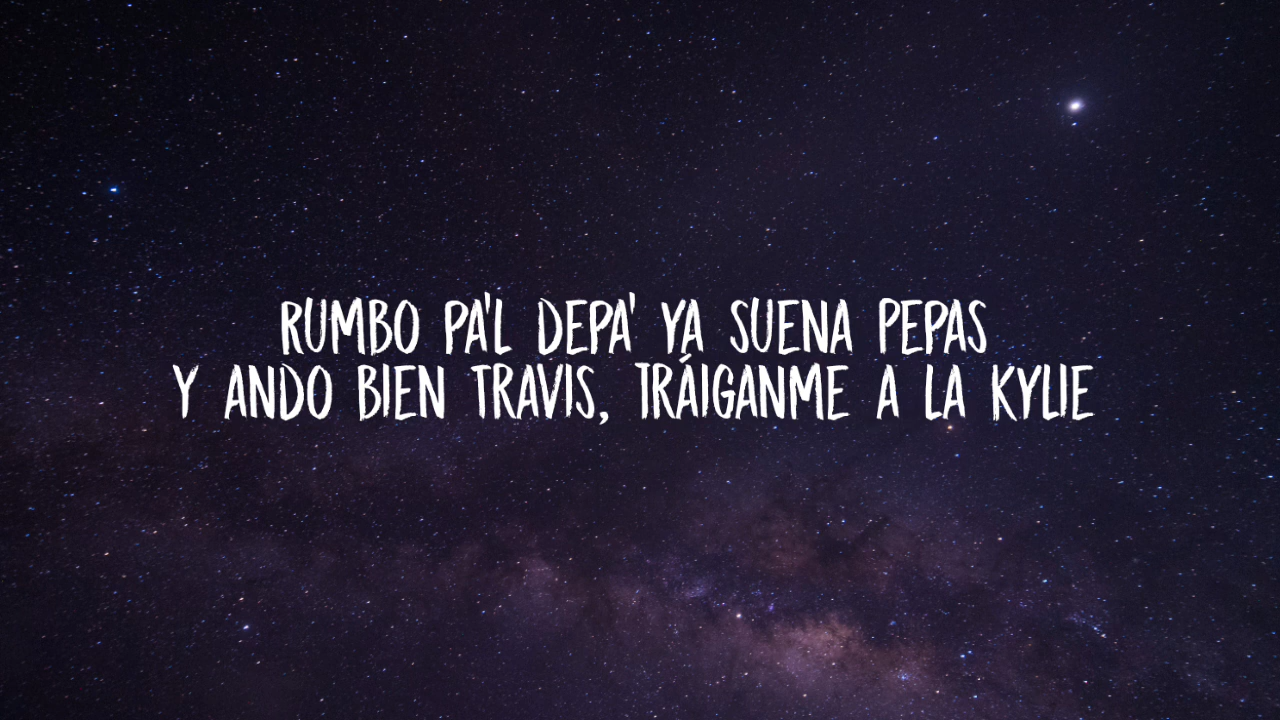 RUMBO PA'L DEPA' YA SUENA PEPAS
Y ANDO BIEN TRAVIS, TRÁIGANME A LA KYLIE